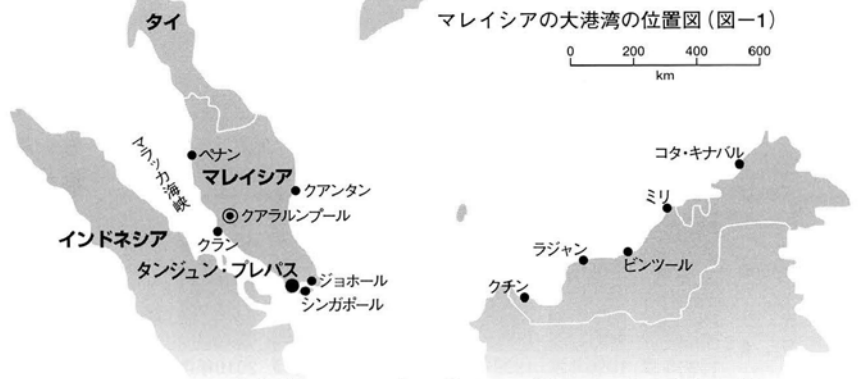 マレイシアの大港湾の位置図(図ー1)
0 200 400 600
km
タイ
マラッカ海峡
ペナン
マレイシア
クアンタン
クアラルンプール
インドネシア
クラン
タンジュン・プレパス
ジョホール
シンガポール
コタ・キナバル
ミリ
ラジャン
ビンツール
クチン